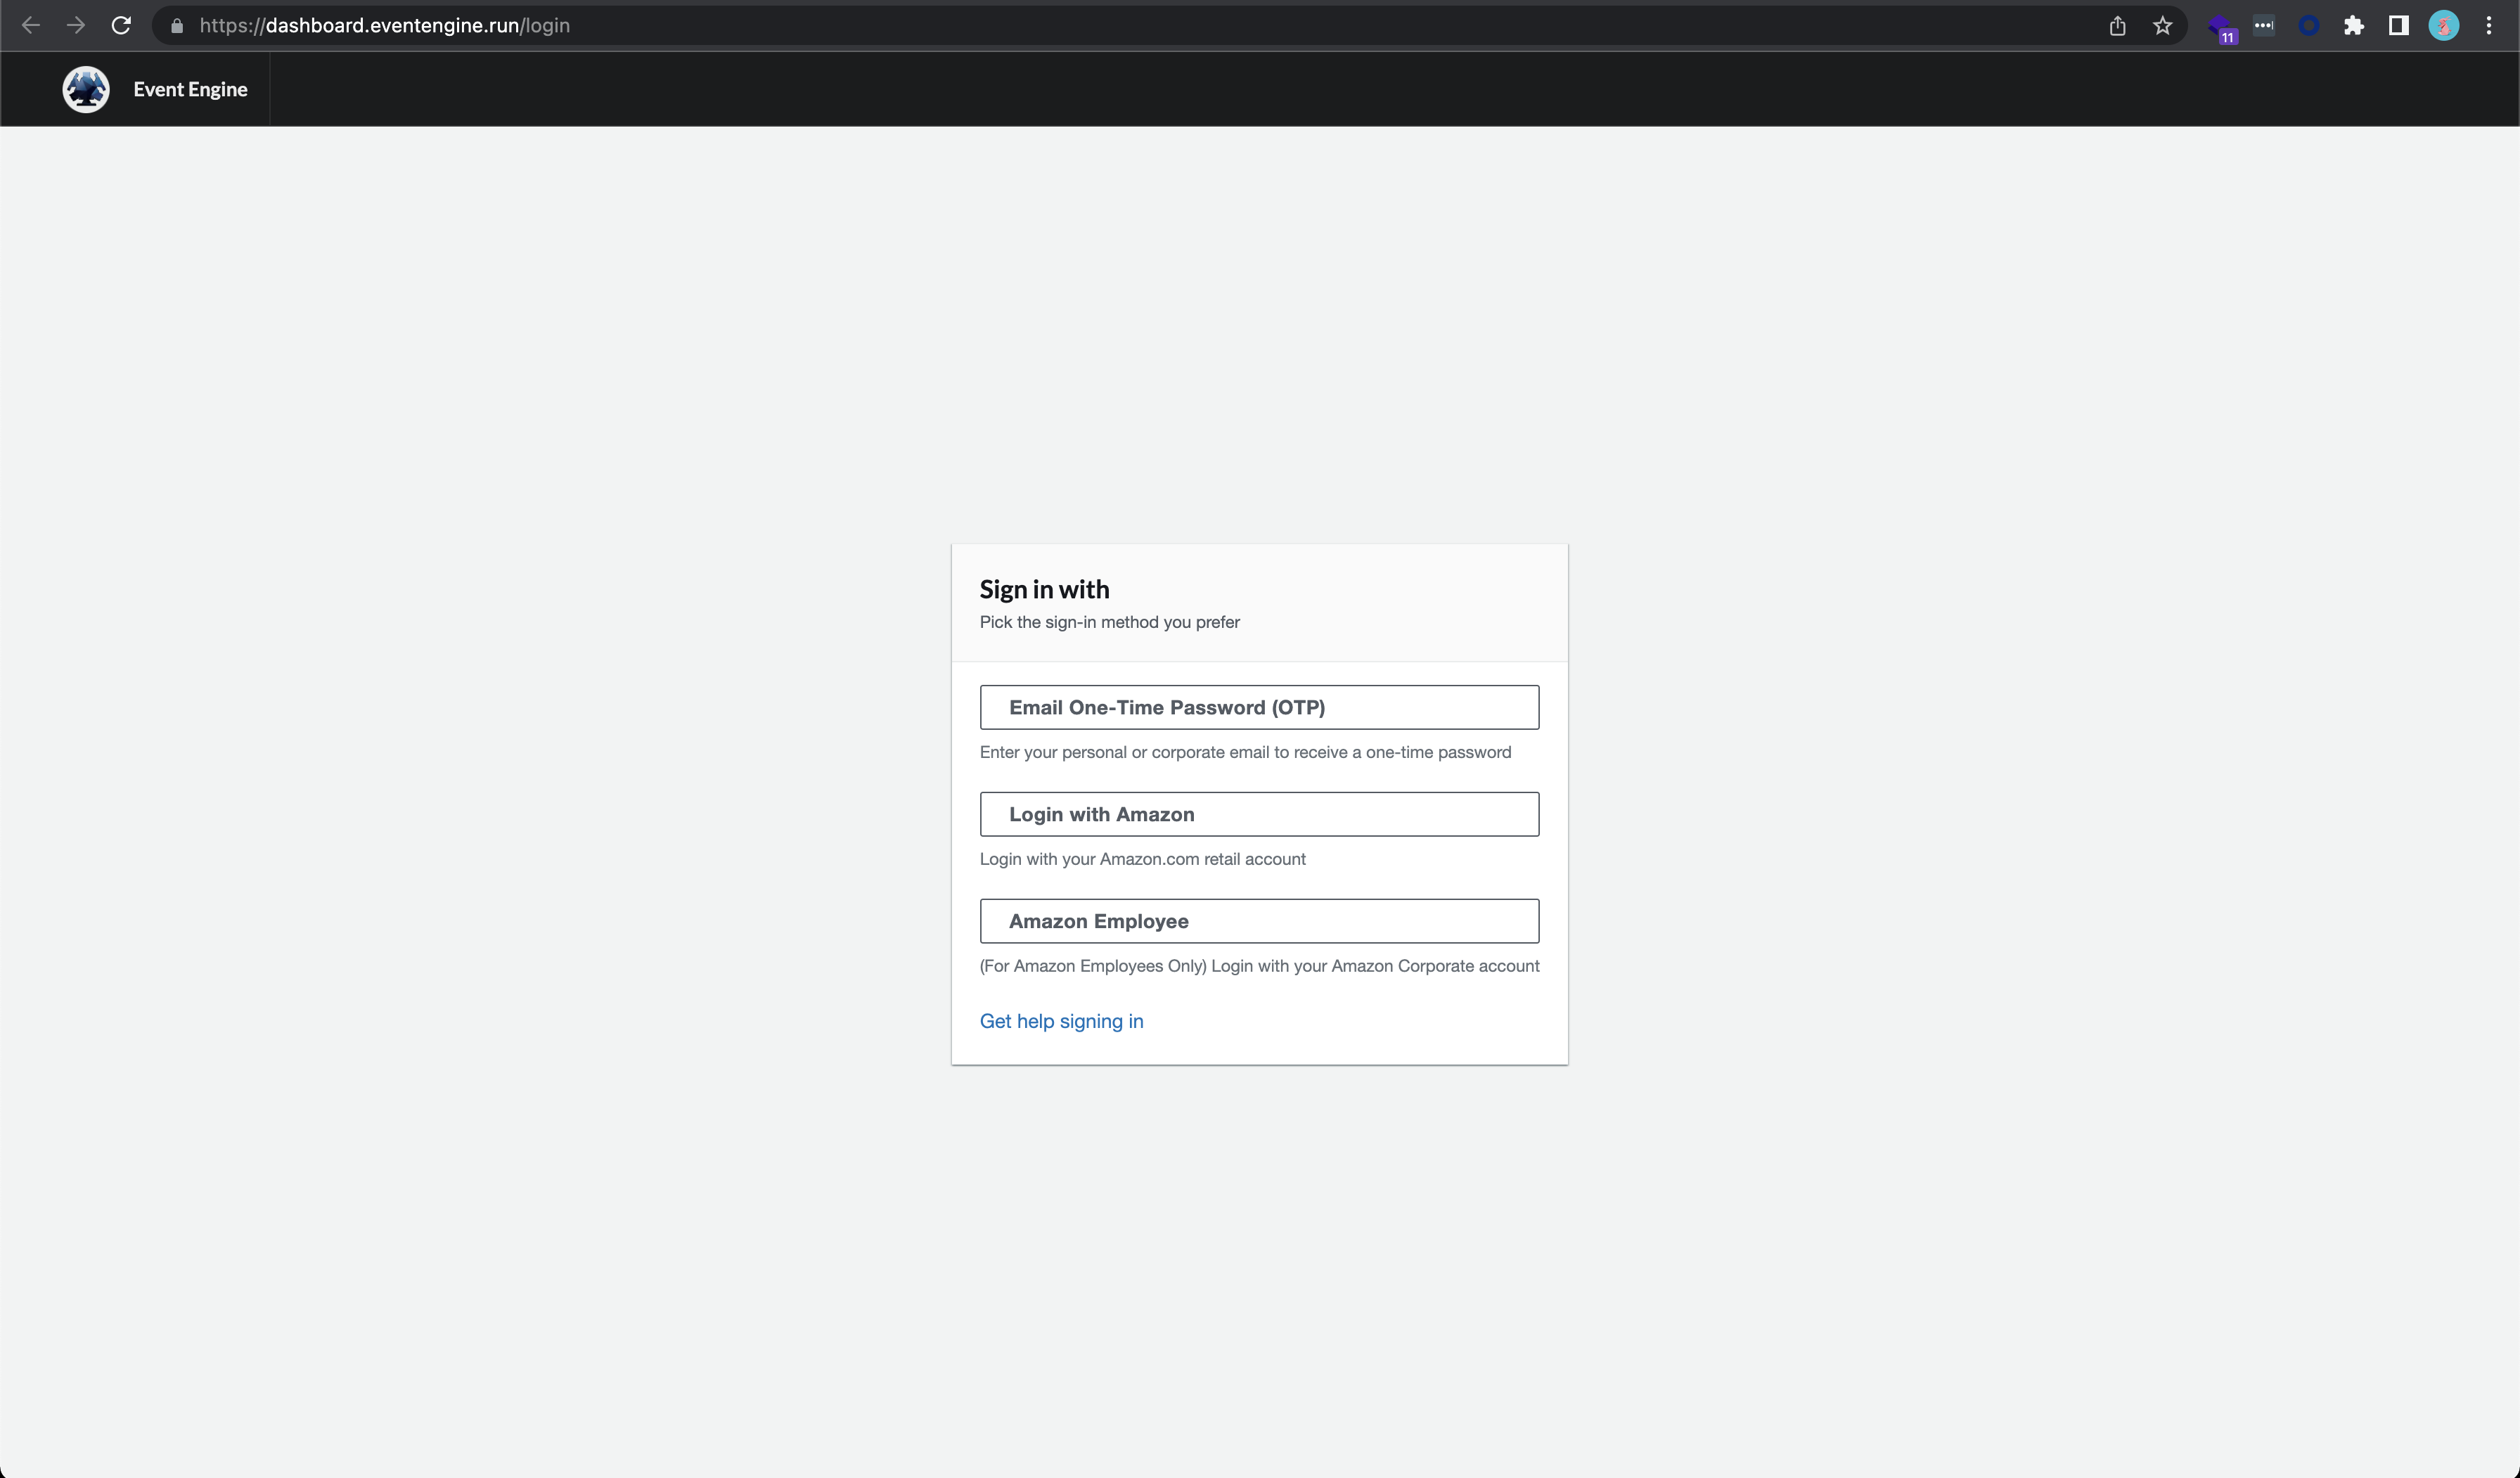 https://dashboard.eventengine.run/login
11
Event Engine
Sign in with
Pick the sign-in method you prefer
Email One-Time Password (OTP)
Enter your personal or corporate email to receive a one-time password
Login with Amazon
Login with your Amazon.com retail account
Amazon Employee
(For Amazon Employees Only) Login with your Amazon Corporate account
Get help signing in